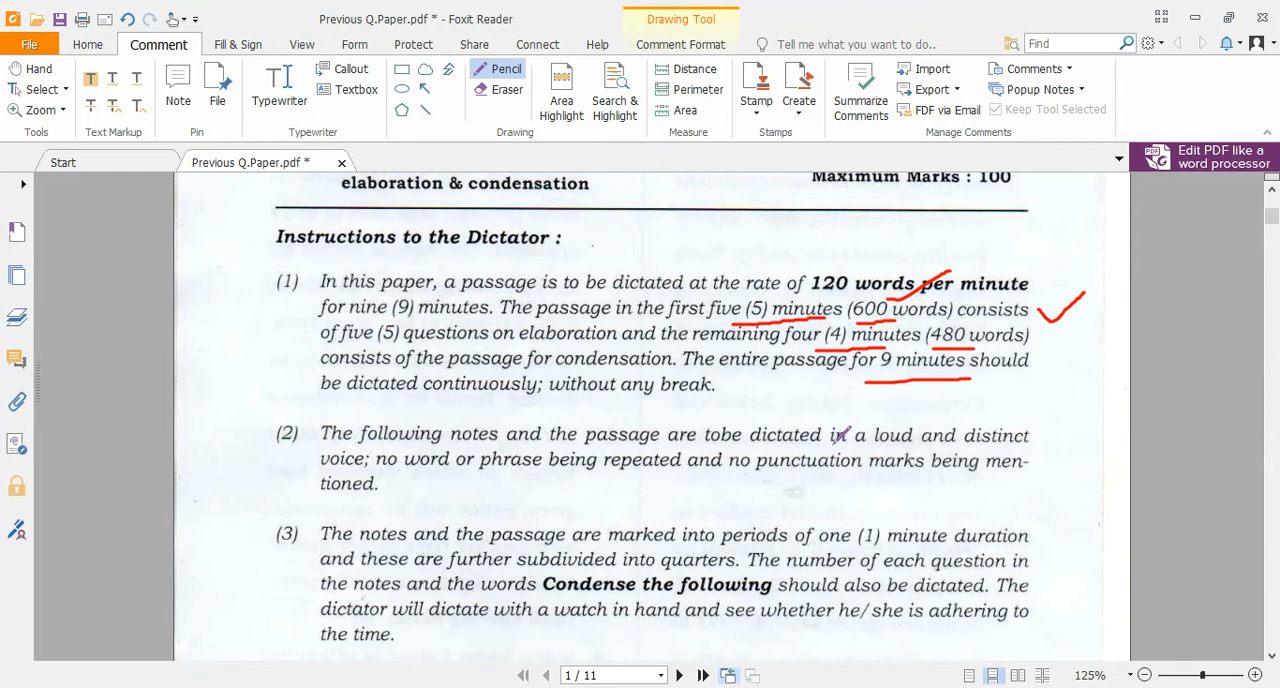 Previous Q.Paper.pdf * - Foxit Reader
Drawing Tool
File
Home
Comment
Fill & Sign
View
Form
Protect
Share
Connect
Help
Comment Format
Tell me what you want to do..
Find
Hand
Select
Zoom
Tools
Text Markup
Note
File
Pin
Typewriter
Callout
Textbox
Typewriter
Pencil
Eraser
Drawing
Area
Highlight
Search &
Highlight
Distance
Perimeter
Area
Measure
Stamp
Create
Stamps
Summarize
Comments
Import
Export
FDF via Email
Comments
Popup Notes
Keep Tool Selected
Manage Comments
Start
Previous Q.Paper.pdf *
Edit PDF like a
word processor
elaboration & condensation
Maximum Marks : 100
Instructions to the Dictator :
(1) In this paper, a passage is to be dictated at the rate of 120 words per minute
for nine (9) minutes. The passage in the first five (5) minutes (600 words) consists
of five (5) questions on elaboration and the remaining four (4) minutes (480 words)
consists of the passage for condensation. The entire passage for 9 minutes should
be dictated continuously; without any break.
(2) The following notes and the passage are tobe dictated in a loud and distinct
voice; no word or phrase being repeated and no punctuation marks being men-
tioned.
(3) The notes and the passage are marked into periods of one (1) minute duration
and these are further subdivided into quarters. The number of each question in
the notes and the words Condense the following should also be dictated. The
dictator will dictate with a watch in hand and see whether he/she is adhering to
the time.
1 / 11
125%